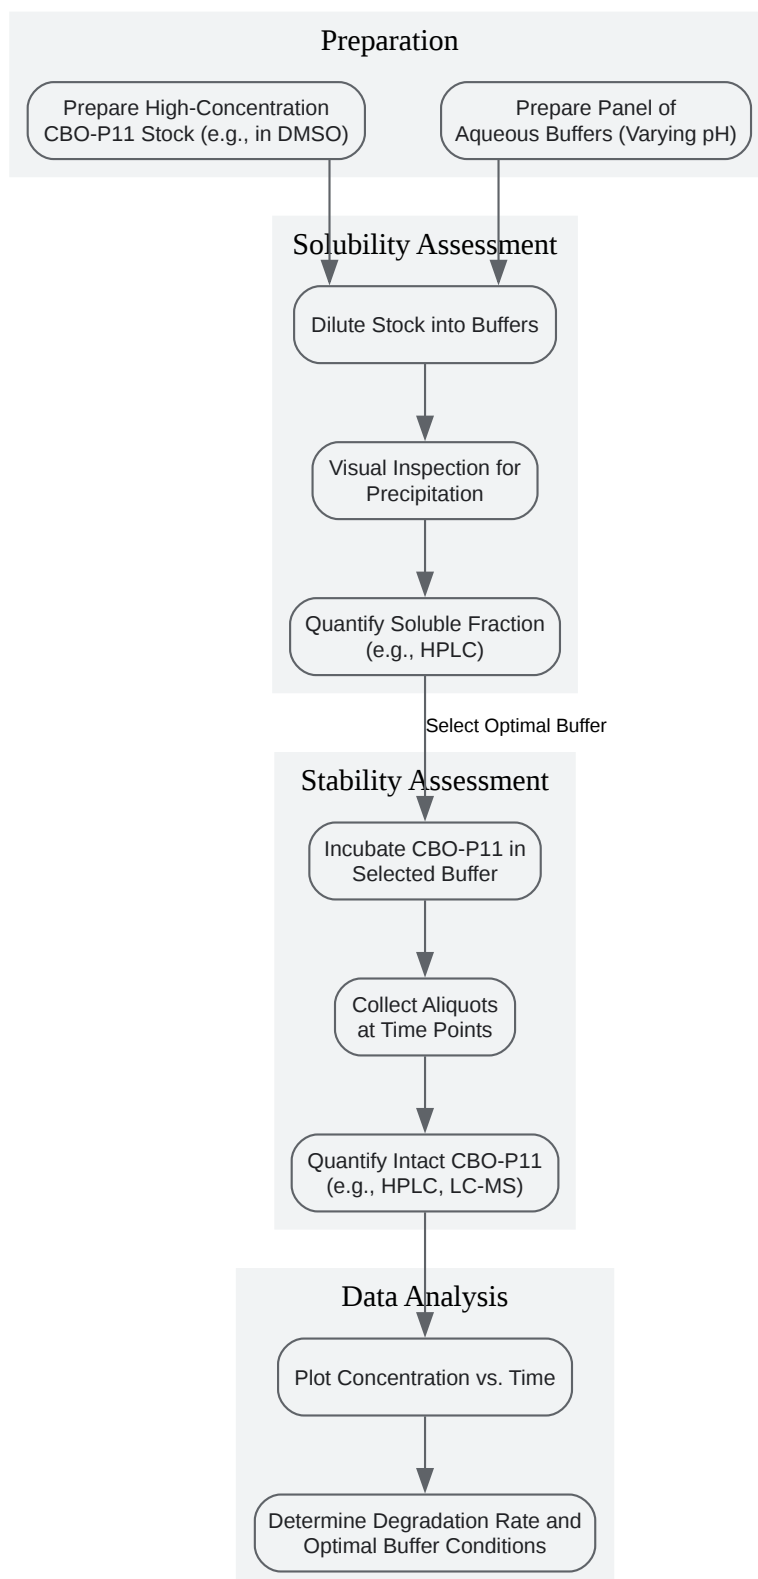 Preparation
Prepare High-Concentration
CBO-P11 Stock (e.g., in DMSO)
Prepare Panel of
Aqueous Buffers (Varying pH)
Solubility Assessment
Dilute Stock into Buffers
Visual Inspection for
Precipitation
Quantify Soluble Fraction
(e.g., HPLC)
Select Optimal Buffer
Stability Assessment
Incubate CBO-P11 in
Selected Buffer
Collect Aliquots
at Time Points
Quantify Intact CBO-P11
(e.g., HPLC, LC-MS)
Data Analysis
Plot Concentration vs. Time
Determine Degradation Rate and
Optimal Buffer Conditions